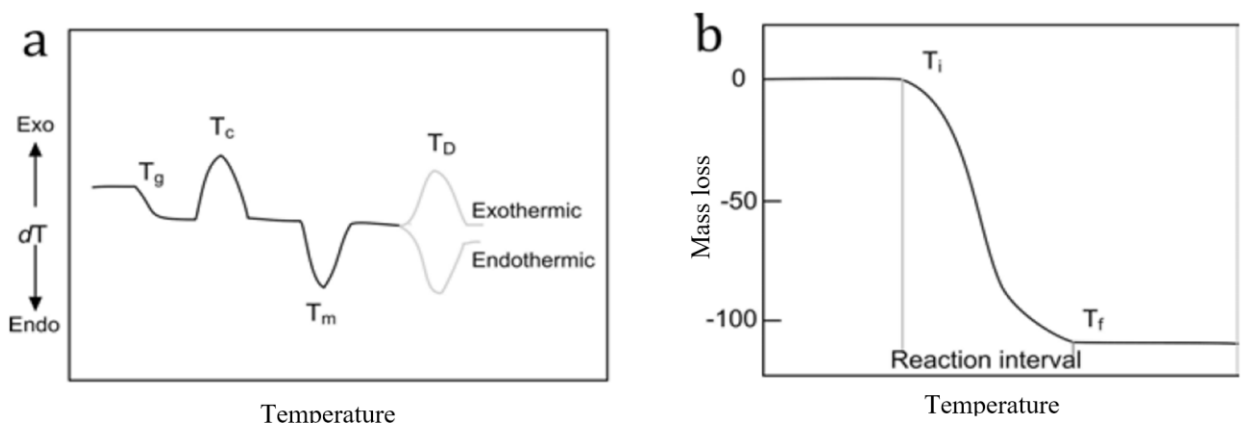 a
Exo
dT
Endo
Tg
Tc
Tm
TD
Exothermic
Endothermic
Temperature
b
Mass loss
0
-50
-100
Ti
Tf
Reaction interval
Temperature